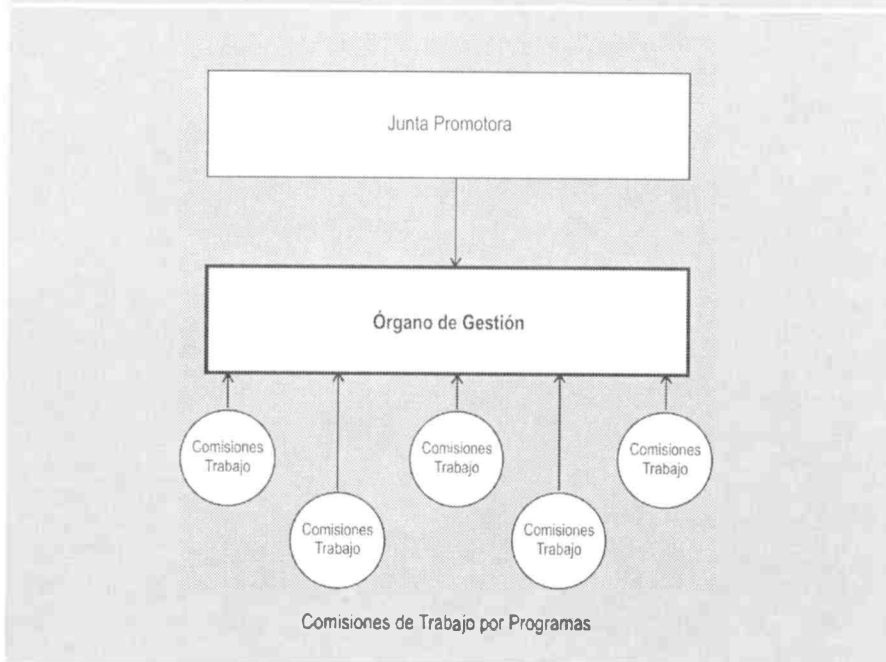 Junta Promotora
Órgano de Gestión
Comisiones
Trabajo
Comisiones
Trabajo
Comisiones
Trabajo
Comisiones
Trabajo
Comisiones
Trabajo
Comisiones de Trabajo por Programas